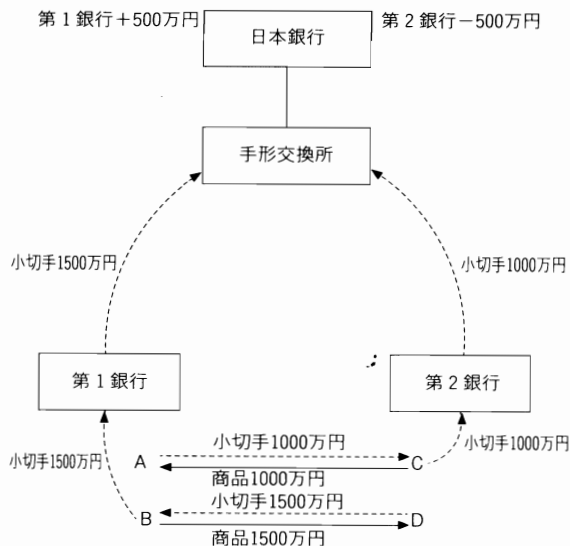 第1銀行+500万円
日本銀行
第2銀行-500万円
手形交換所
小切手1500万円
小切手1000万円
第1銀行
第2銀行
小切手1500万円
A
小切手1000万円
C
小切手1000万円
商品1000万円
B
小切手1500万円
D
商品1500万円